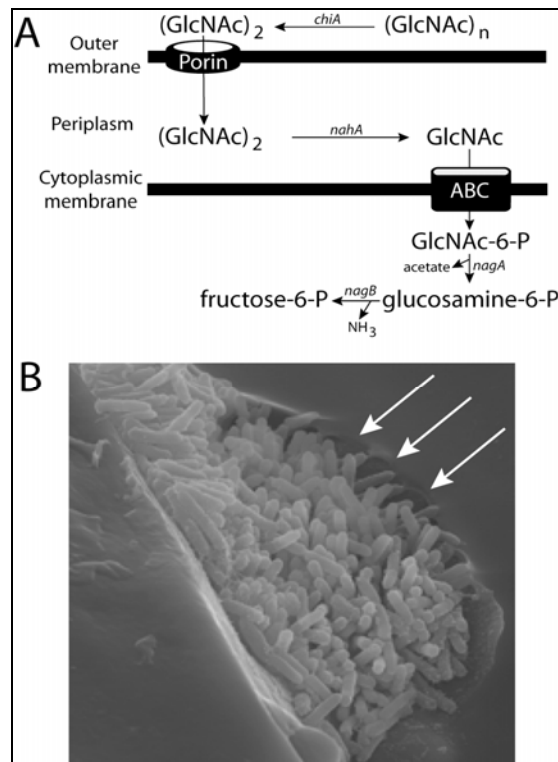 A
(GlcNAc)2 chiA (GlcNAc)n
Outer membrane
Porin
Periplasm
(GlcNAc)2 nahA GlcNAc
Cytoplasmic membrane
ABC
GlcNAc-6-P
acetate nagA
fructose-6-P nagB glucosamine-6-P
NH3
B